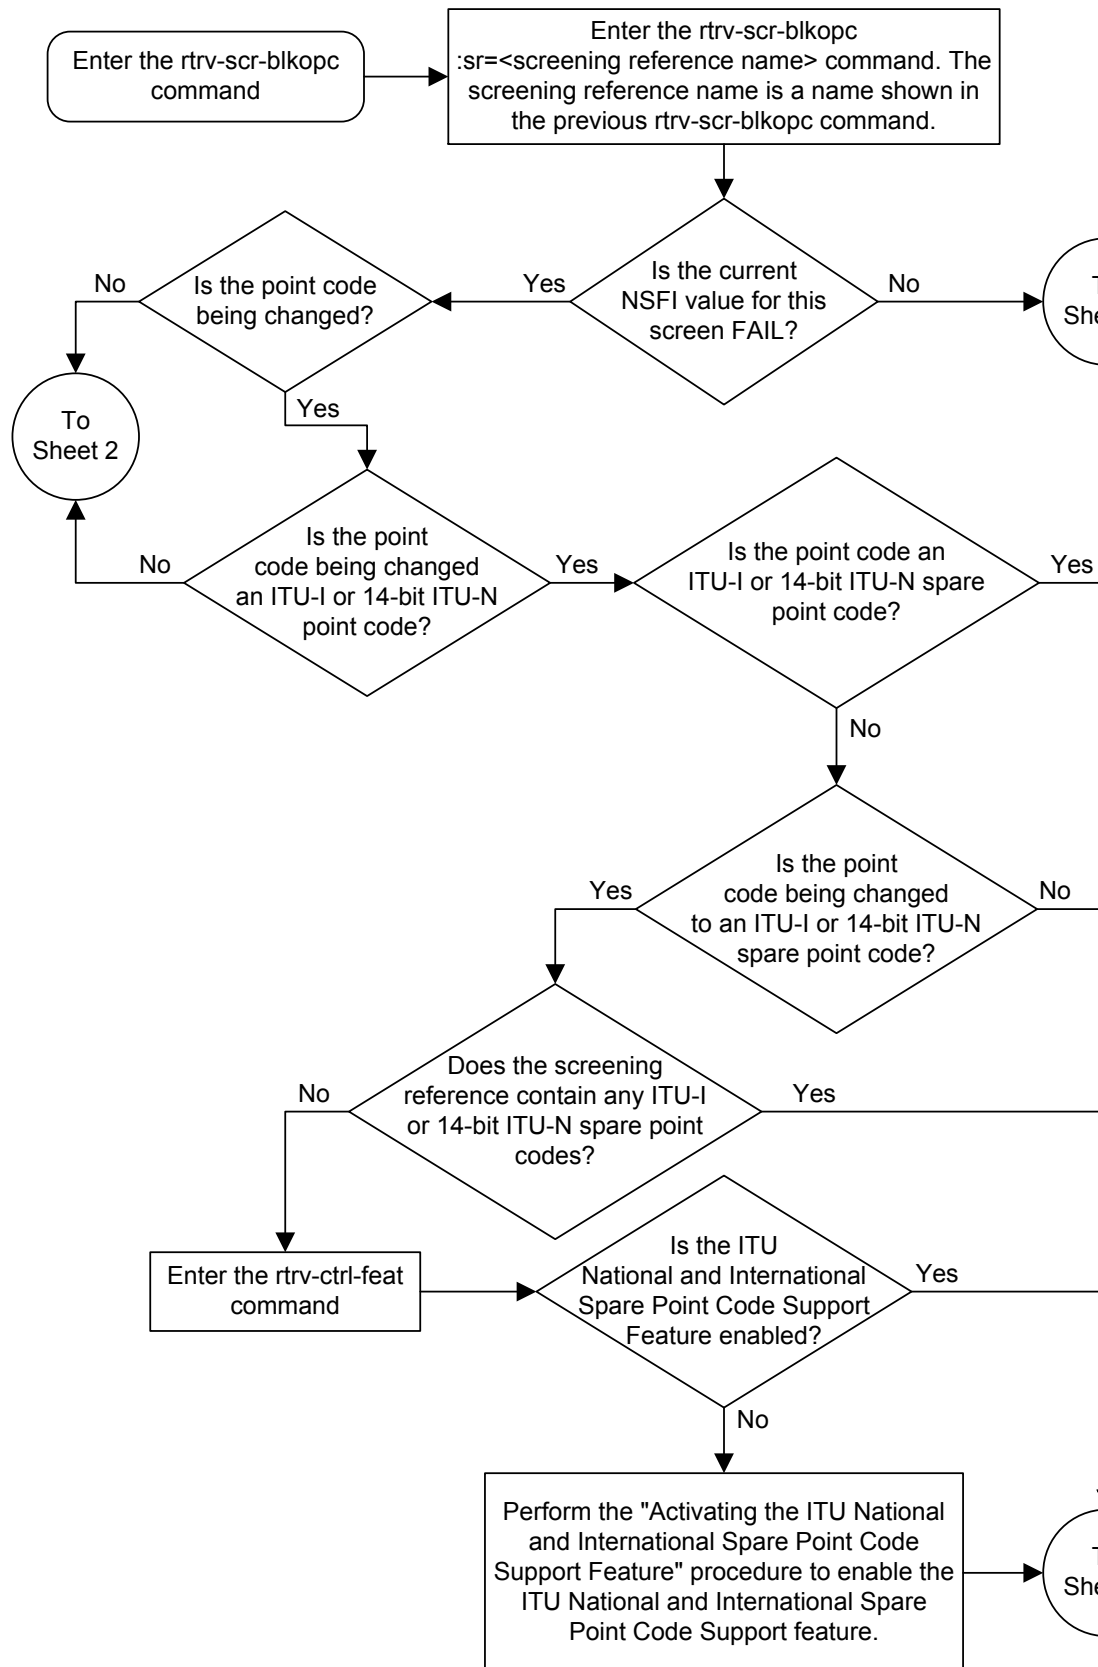 Enter the rtrv-scr-blkopc
command
Enter the rtrv-scr-blkopc
:sr=<screening reference name> command. The
screening reference name is a name shown in
the previous rtrv-scr-blkopc command.
Is the current
NSFI value for this
screen FAIL?
Yes
No
Is the point code
being changed?
No
Yes
To
Sheet 2
Is the point
code being changed
an ITU-I or 14-bit ITU-N
point code?
No
Yes
Is the point code an
ITU-I or 14-bit ITU-N spare
point code?
Yes
No
Is the point
code being changed
to an ITU-I or 14-bit ITU-N
spare point code?
Yes
No
Does the screening
reference contain any ITU-I
or 14-bit ITU-N spare point
codes?
No
Yes
Enter the rtrv-ctrl-feat
command
Is the ITU
National and International
Spare Point Code Support
Feature enabled?
Yes
No
Perform the "Activating the ITU National
and International Spare Point Code
Support Feature" procedure to enable the
ITU National and International Spare
Point Code Support feature.